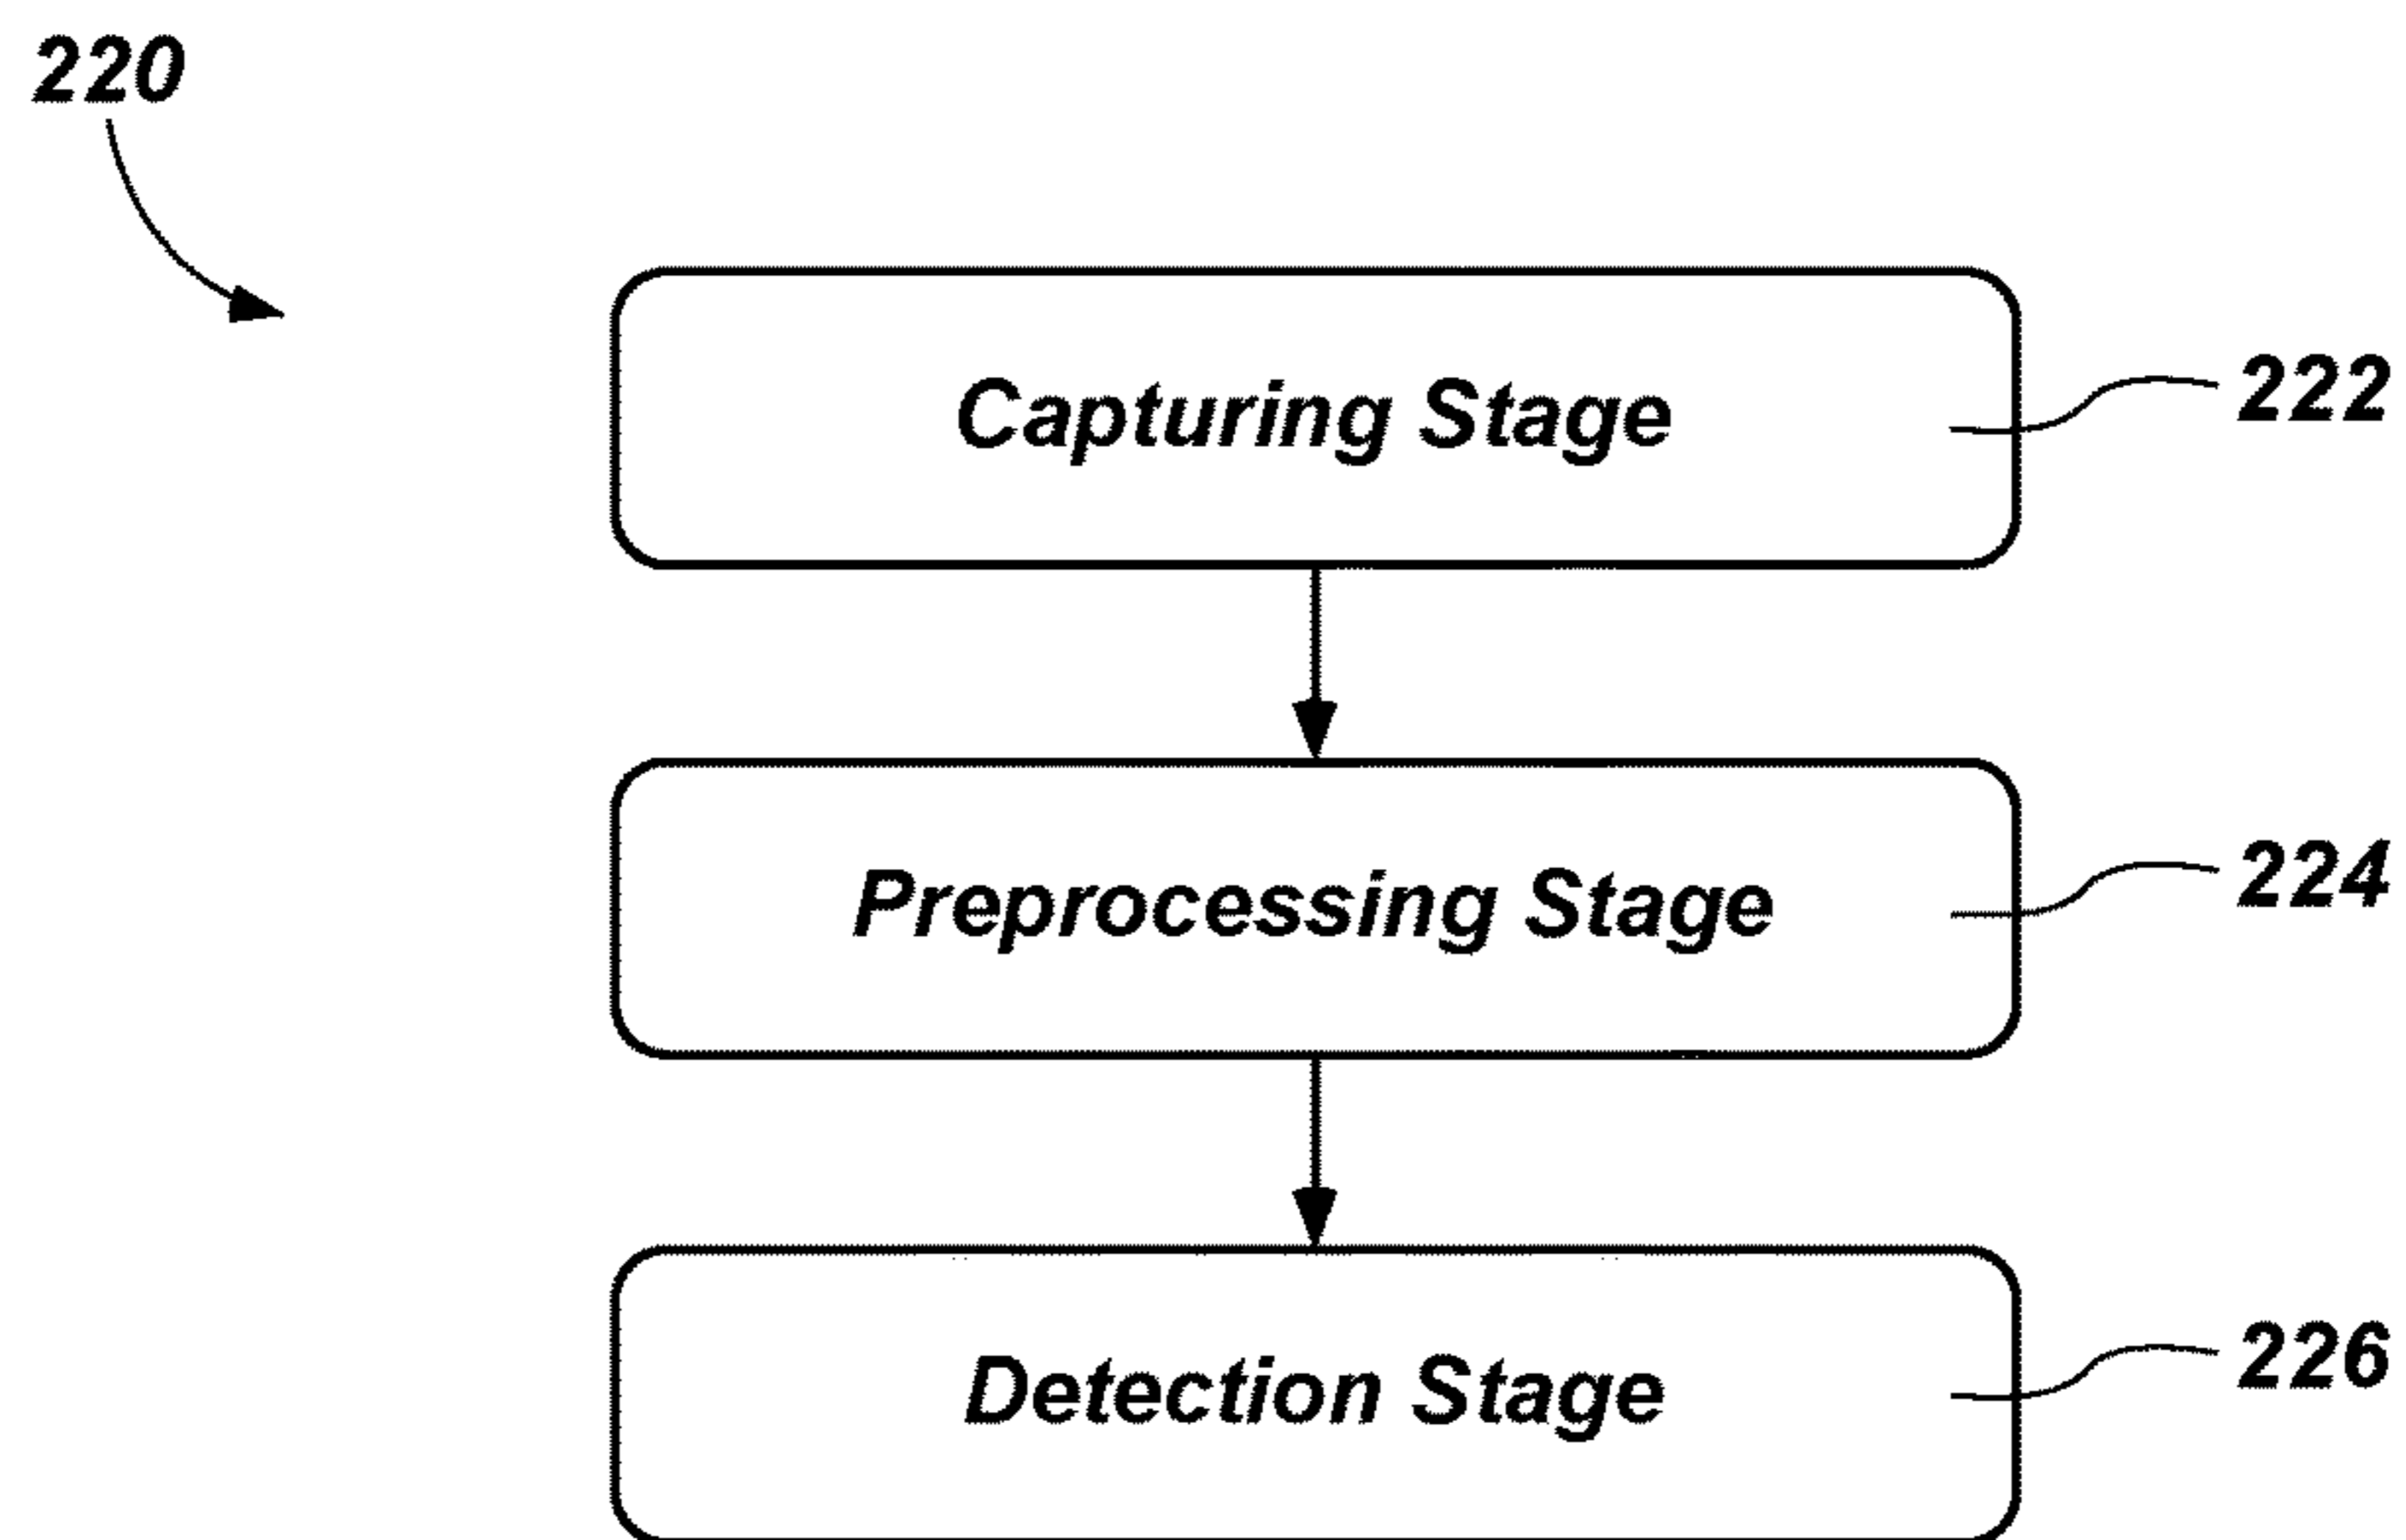 220
Capturing Stage
222
Preprocessing Stage
224
Detection Stage
226